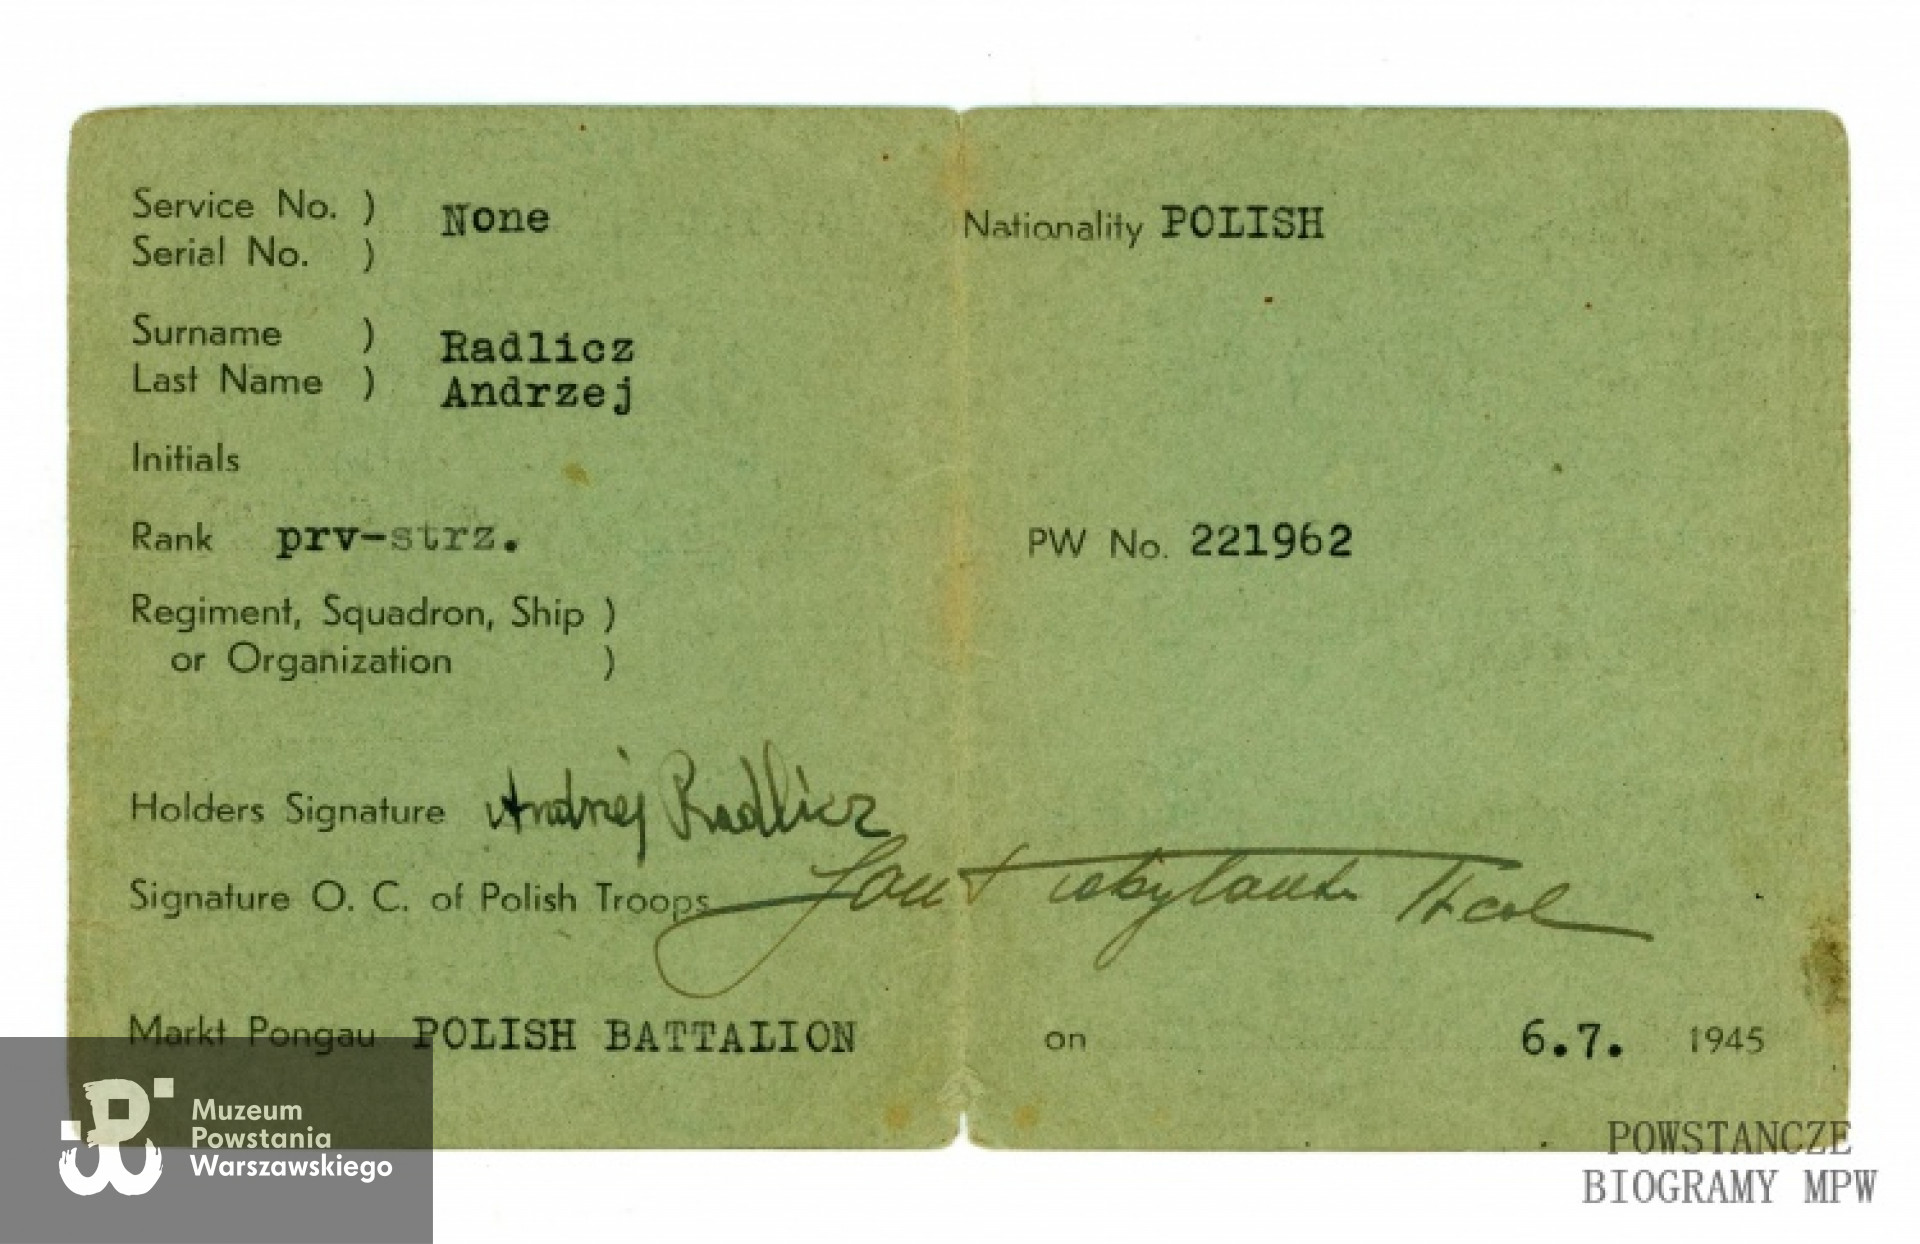 Service No. ) None Nationality POLISH
Serial No. )
Surname ) Radlicz
Last Name ) Andrzej
Initials
Rank prv-strz. PW No. 221962
Regiment, Squadron, Ship )
or Organization )
Holders Signature Andrzej Radlicz
Signature O. C. of Polish Troops
Markt Pongau POLISH BATTALION on 6.7. 1945
Muzeum
Powstania
Warszawskiego
POWSTANCZE
BIOGRAMY MPW